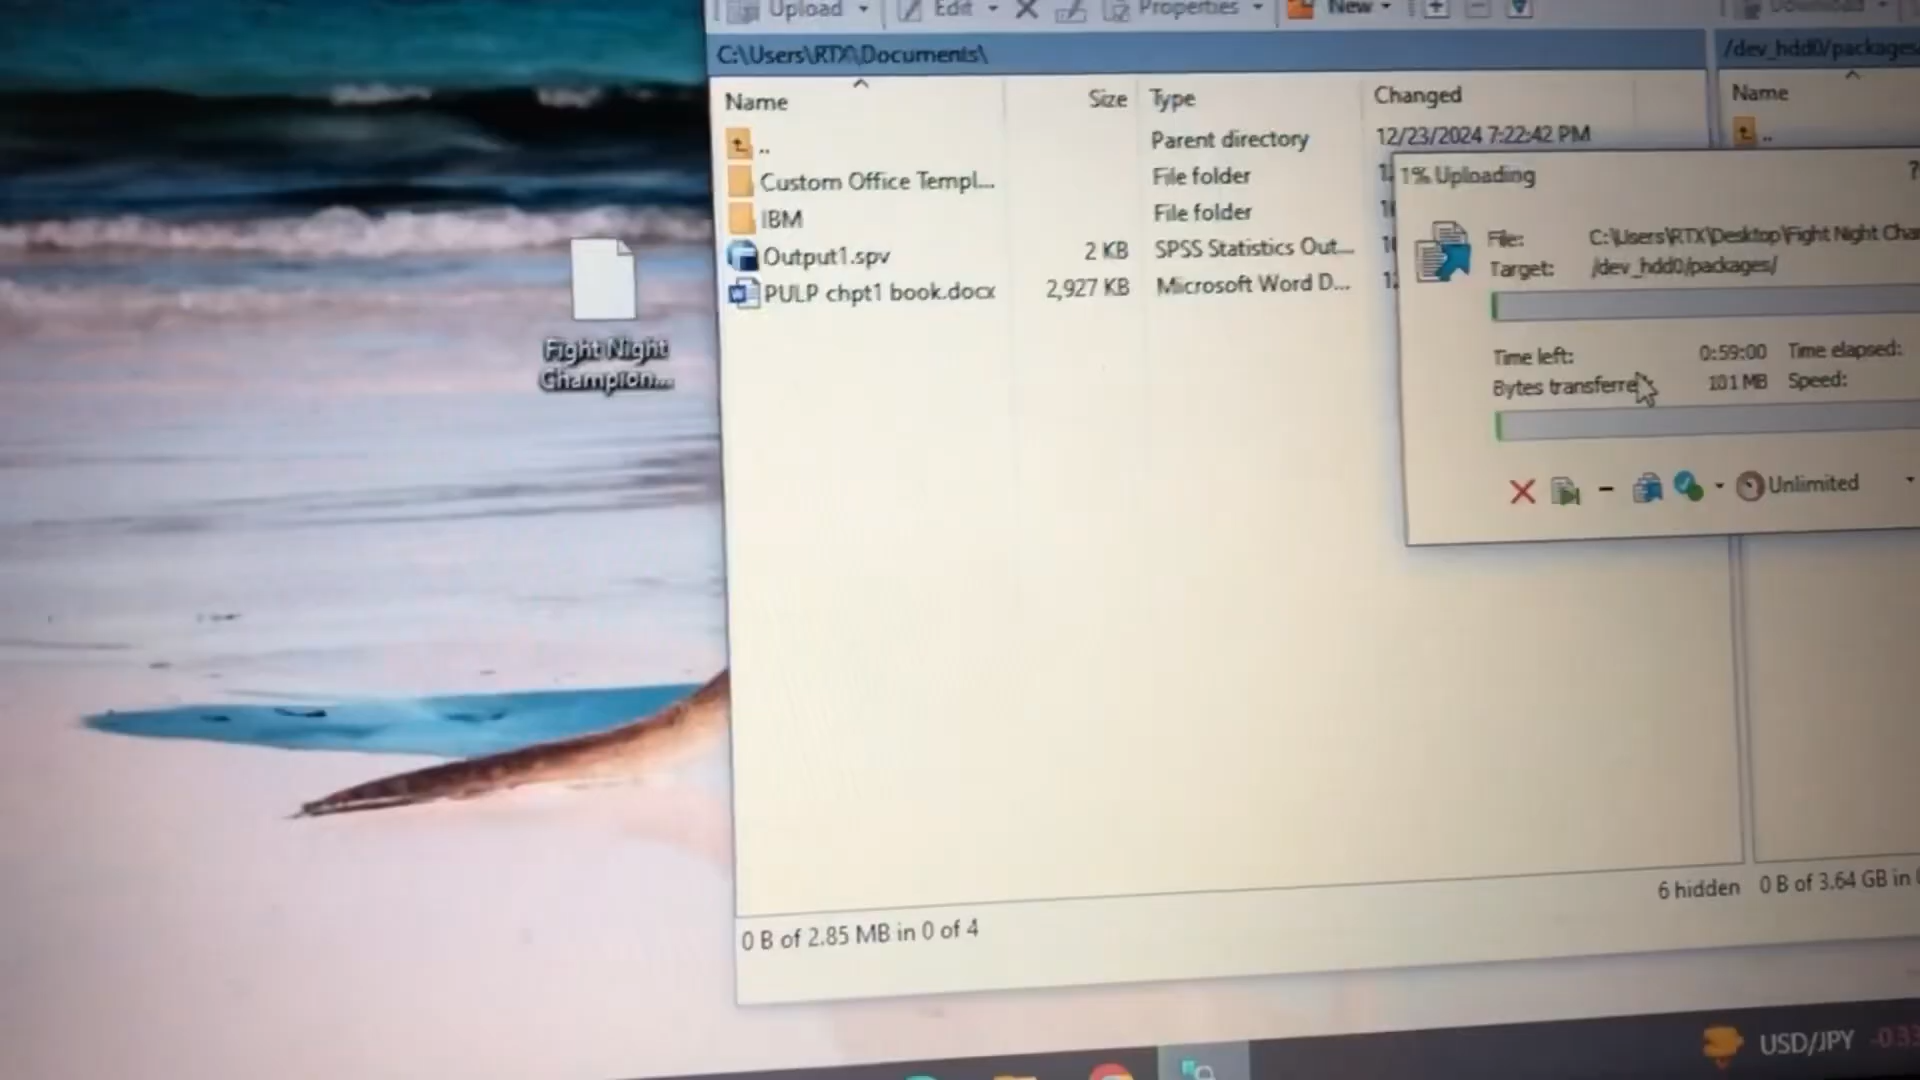 Upload Edit Properties New
C:\Users\RTX\Documents\
/dev_hdd0/packages
Name Size Type Changed
Name
.. Parent directory 12/23/2024 7:22:42 PM
..
Custom Office Templ... File folder
IBM File folder
Output1.spv 2 KB SPSS Statistics Out...
PULP chpt1 book.docx 2,927 KB Microsoft Word D...
1% Uploading ?
File: C:\Users\RTX\Desktop\Fight Night Cha
Target: /dev_hdd0/packages/
Time left: 0:59:00 Time elapsed:
Bytes transferre 101 MB Speed:
Unlimited
Fight Night
Champion...
6 hidden 0 B of 3.64 GB in
0 B of 2.85 MB in 0 of 4
USD/JPY